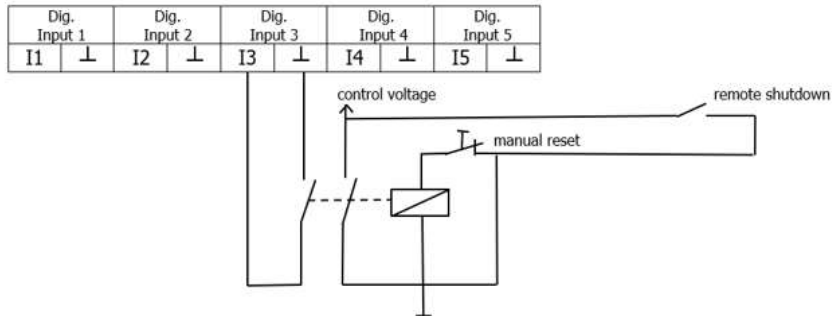 Dig. Input 1
Dig. Input 2
Dig. Input 3
Dig. Input 4
Dig. Input 5
I1 ⊥ I2 ⊥ I3 ⊥ I4 ⊥ I5 ⊥
control voltage
remote shutdown
manual reset